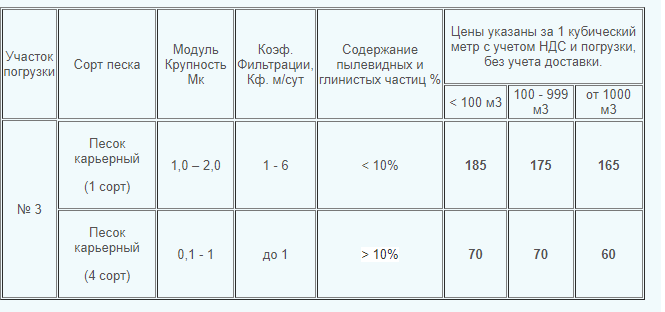 Участок
погрузки
Сорт песка
Модуль
Крупность
Мк
Коэф.
Фильтрации,
Кф. м/сут
Содержание
пылевидных и
глинистых частиц %
Цены указаны за 1 кубический
метр с учетом НДС и погрузки,
без учета доставки.
< 100 м3
100 - 999
м3
от 1000
м3
№ 3
Песок
карьерный
(1 сорт)
1,0 – 2,0
1 - 6
< 10%
185
175
165
Песок
карьерный
(4 сорт)
0,1 - 1
до 1
> 10%
70
70
60